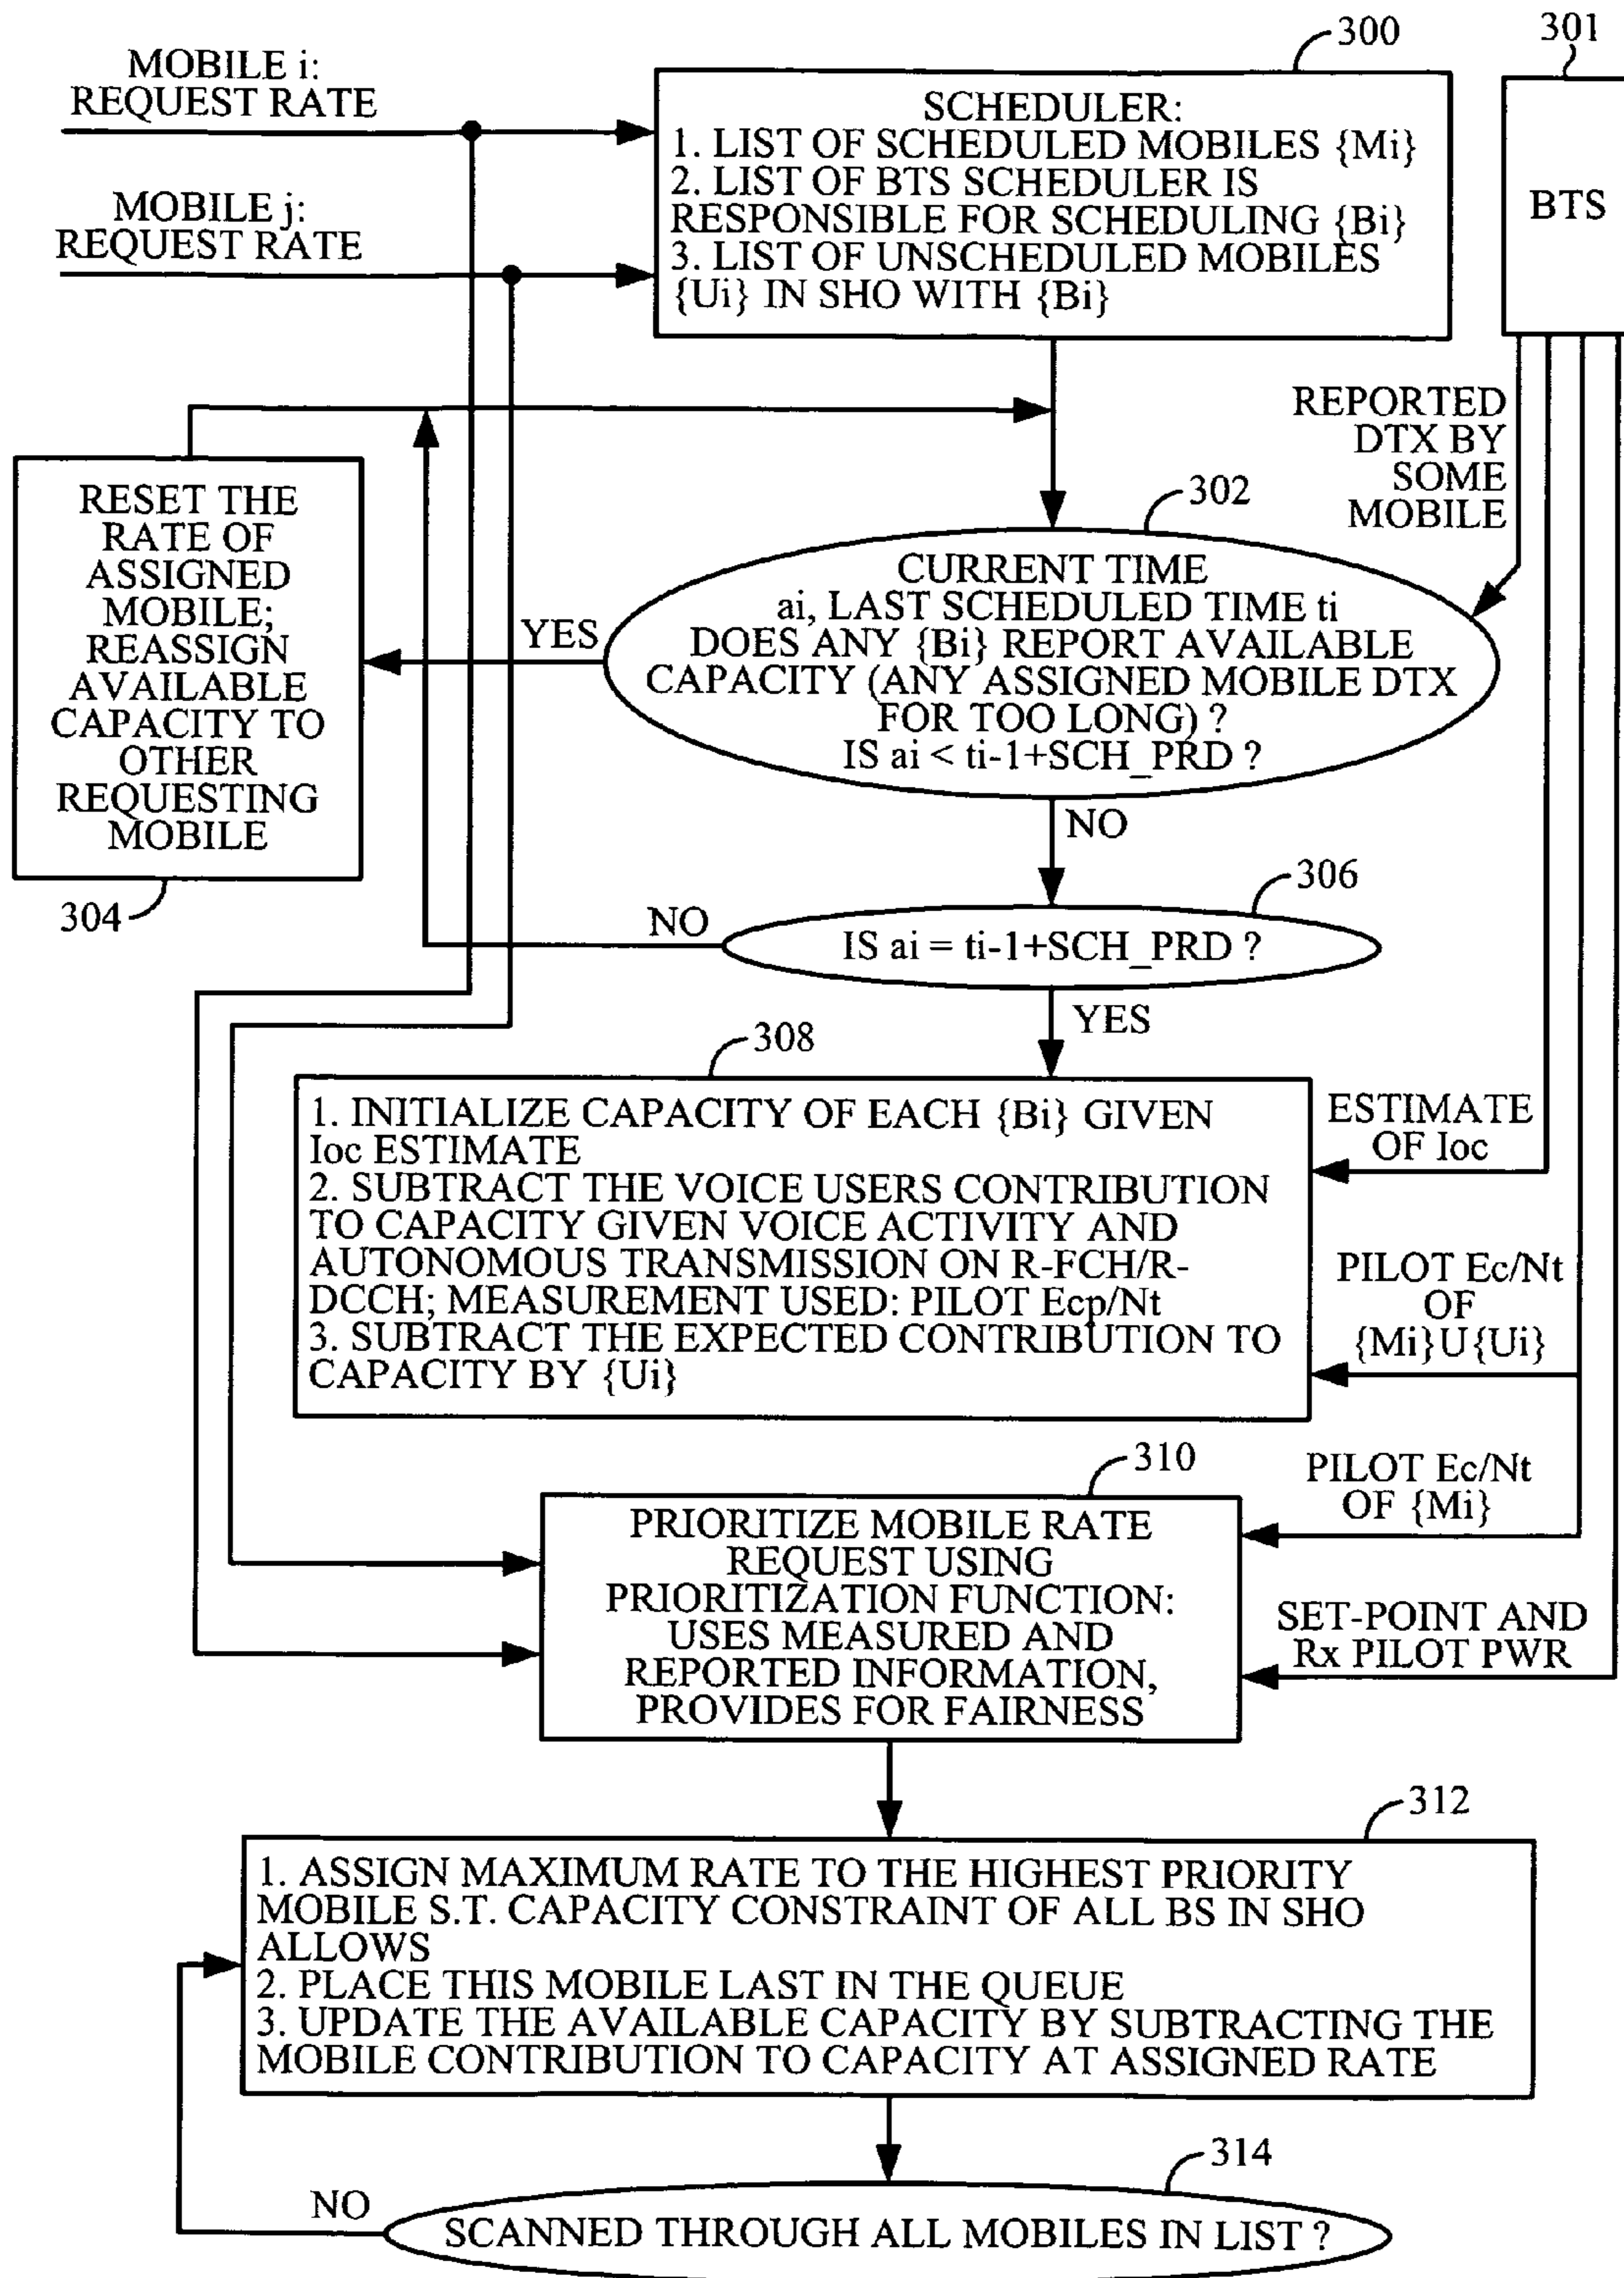 300
301
MOBILE i:
REQUEST RATE
MOBILE j:
REQUEST RATE
SCHEDULER:
1. LIST OF SCHEDULED MOBILES {Mi}
2. LIST OF BTS SCHEDULER IS
RESPONSIBLE FOR SCHEDULING {Bi}
3. LIST OF UNSCHEDULED MOBILES
{Ui} IN SHO WITH {Bi}
BTS
REPORTED
DTX BY
SOME
MOBILE
302
CURRENT TIME
ai, LAST SCHEDULED TIME ti
DOES ANY {Bi} REPORT AVAILABLE
CAPACITY (ANY ASSIGNED MOBILE DTX
FOR TOO LONG) ?
IS ai < ti-1+SCH_PRD ?
YES
RESET THE
RATE OF
ASSIGNED
MOBILE;
REASSIGN
AVAILABLE
CAPACITY TO
OTHER
REQUESTING
MOBILE
304
NO
306
NO
IS ai = ti-1+SCH_PRD ?
YES
308
1. INITIALIZE CAPACITY OF EACH {Bi} GIVEN
Ioc ESTIMATE
2. SUBTRACT THE VOICE USERS CONTRIBUTION
TO CAPACITY GIVEN VOICE ACTIVITY AND
AUTONOMOUS TRANSMISSION ON R-FCH/R-
DCCH; MEASUREMENT USED: PILOT Ecp/Nt
3. SUBTRACT THE EXPECTED CONTRIBUTION TO
CAPACITY BY {Ui}
ESTIMATE
OF Ioc
PILOT Ec/Nt
OF
{Mi}U{Ui}
310
PRIORITIZE MOBILE RATE
REQUEST USING
PRIORITIZATION FUNCTION:
USES MEASURED AND
REPORTED INFORMATION,
PROVIDES FOR FAIRNESS
PILOT Ec/Nt
OF {Mi}
SET-POINT AND
Rx PILOT PWR
312
1. ASSIGN MAXIMUM RATE TO THE HIGHEST PRIORITY
MOBILE S.T. CAPACITY CONSTRAINT OF ALL BS IN SHO
ALLOWS
2. PLACE THIS MOBILE LAST IN THE QUEUE
3. UPDATE THE AVAILABLE CAPACITY BY SUBTRACTING THE
MOBILE CONTRIBUTION TO CAPACITY AT ASSIGNED RATE
314
NO
SCANNED THROUGH ALL MOBILES IN LIST ?